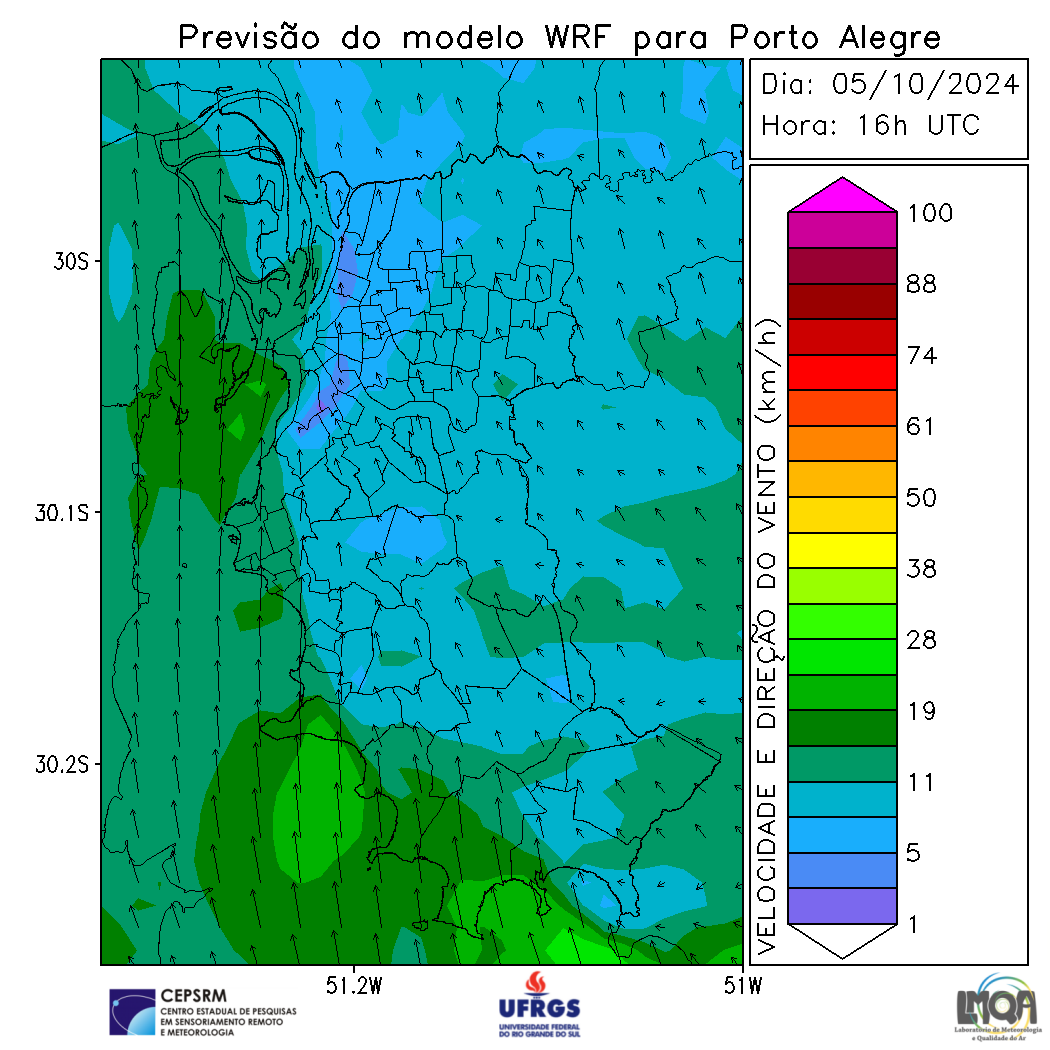 Previsão do modelo WRF para Porto Alegre
Dia: 05/10/2024
Hora: 16h UTC
30S
30.1S
30.2S
51.2W
51W
VELOCIDADE E DIREÇÃO DO VENTO (km/h)
100
88
74
61
50
38
28
19
11
5
1
CEPSRM
CENTRO ESTADUAL DE PESQUISAS
EM SENSORIAMENTO REMOTO
E METEOROLOGIA
UFRGS
UNIVERSIDADE FEDERAL
DO RIO GRANDE DO SUL
LMQA
Laboratório de Meteorologia
e Qualidade do Ar